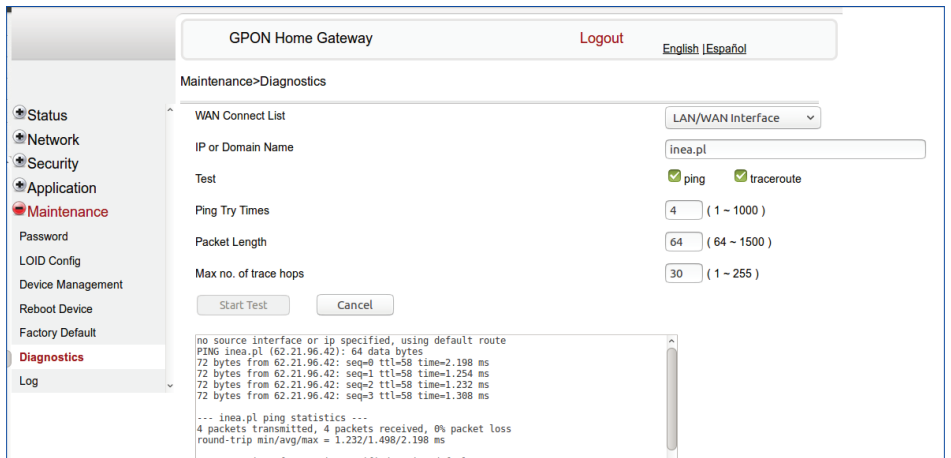 GPON Home Gateway
Logout
English |Español
Maintenance>Diagnostics
Status
Network
Security
Application
Maintenance
Password
LOID Config
Device Management
Reboot Device
Factory Default
Diagnostics
Log
WAN Connect List
LAN/WAN Interface
IP or Domain Name
inea.pl
Test
ping
traceroute
Ping Try Times
4 ( 1 ~ 1000 )
Packet Length
64 ( 64 ~ 1500 )
Max no. of trace hops
30 ( 1 ~ 255 )
Start Test
Cancel
no source interface or ip specified, using default route
PING inea.pl (62.21.96.42): 64 data bytes
72 bytes from 62.21.96.42: seq=0 ttl=58 time=2.198 ms
72 bytes from 62.21.96.42: seq=1 ttl=58 time=1.254 ms
72 bytes from 62.21.96.42: seq=2 ttl=58 time=1.232 ms
72 bytes from 62.21.96.42: seq=3 ttl=58 time=1.308 ms
--- inea.pl ping statistics ---
4 packets transmitted, 4 packets received, 0% packet loss
round-trip min/avg/max = 1.232/1.498/2.198 ms